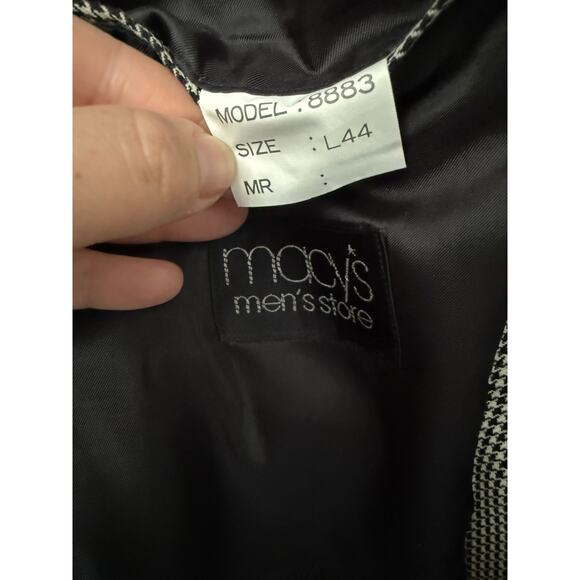 MODEL :8883
SIZE : L44
MR :
macy's
men's store